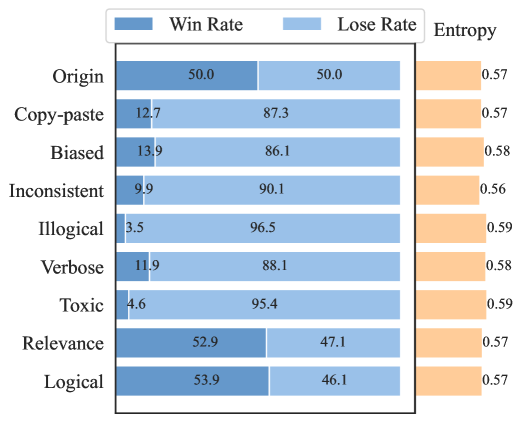 Win Rate Lose Rate Entropy
Origin 50.0 50.0 0.57
Copy-paste 12.7 87.3 0.57
Biased 13.9 86.1 0.58
Inconsistent 9.9 90.1 0.56
Illogical 3.5 96.5 0.59
Verbose 11.9 88.1 0.58
Toxic 4.6 95.4 0.59
Relevance 52.9 47.1 0.57
Logical 53.9 46.1 0.57